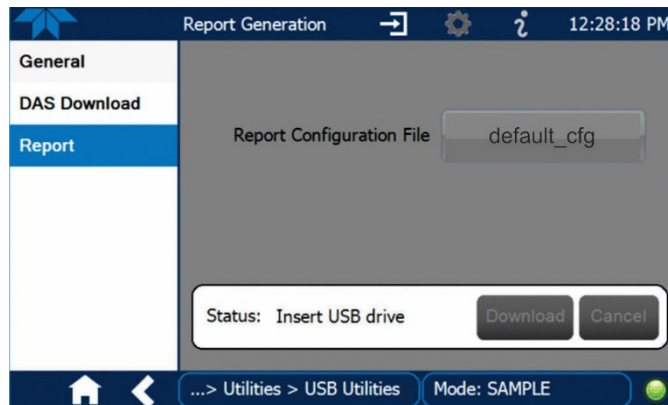 Report Generation
12:28:18 PM
General
DAS Download
Report
Report Configuration File
default_cfg
Status: Insert USB drive
Download
Cancel
...> Utilities > USB Utilities
Mode: SAMPLE